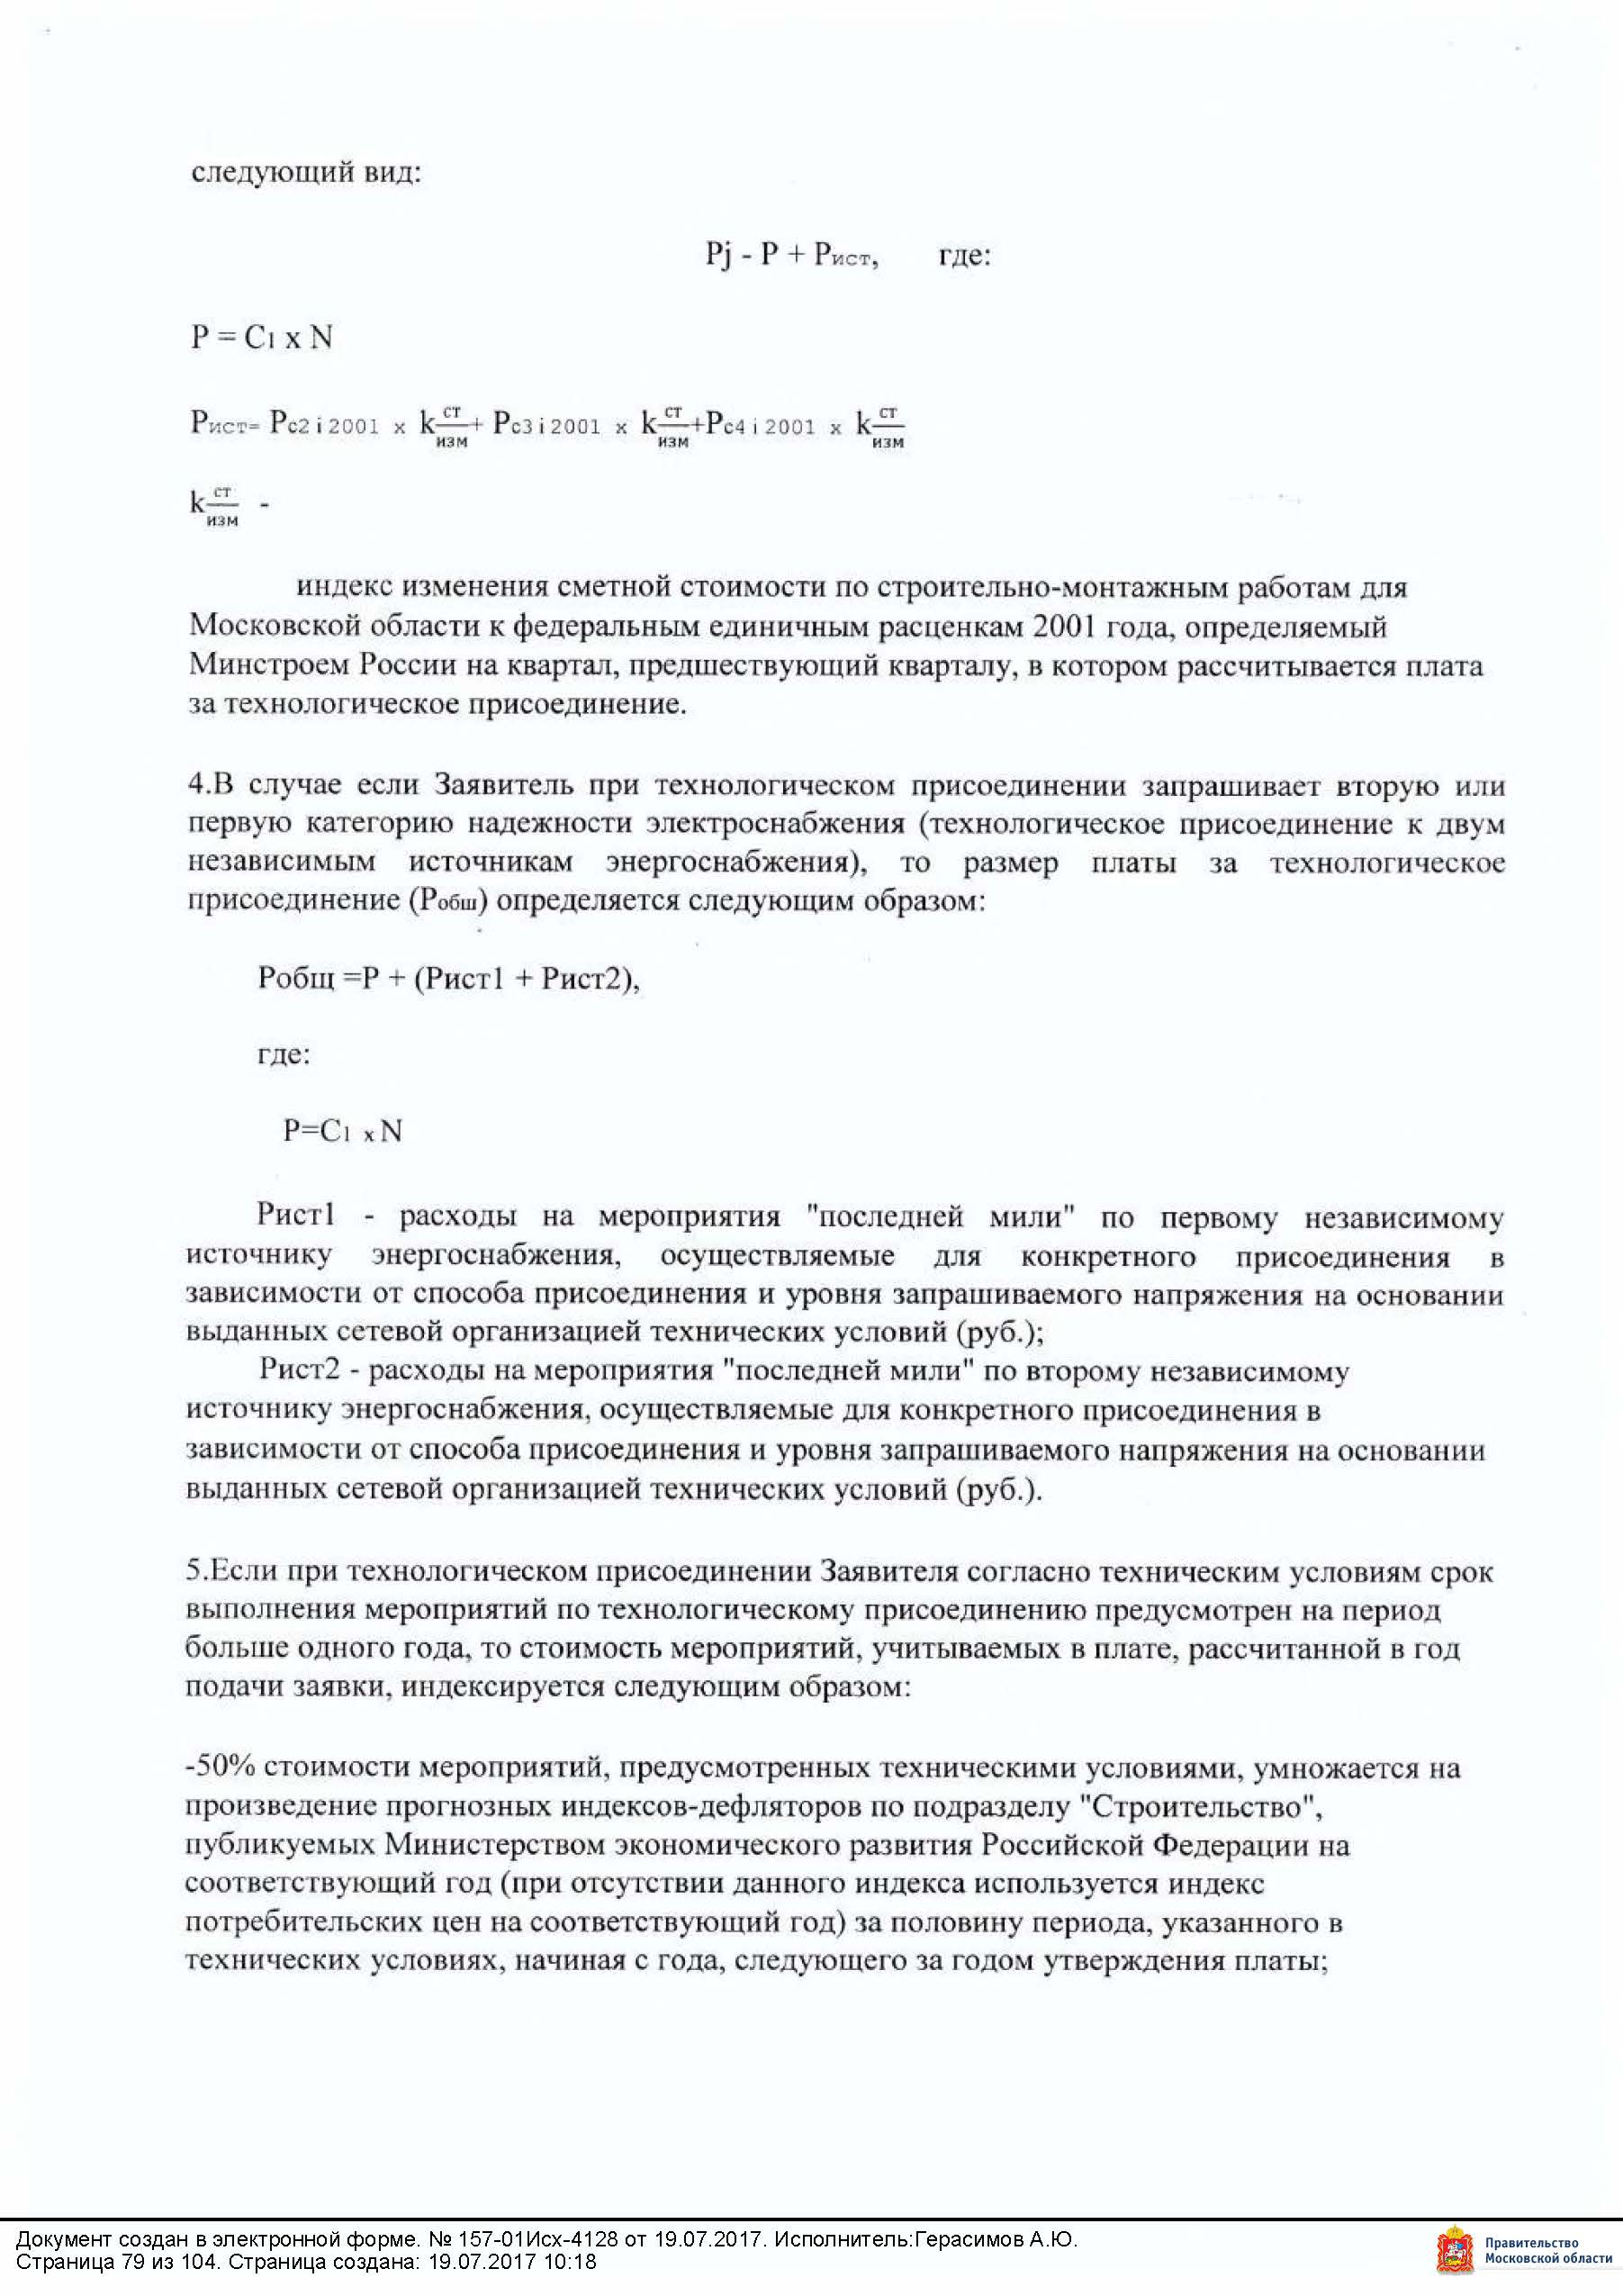 следующий вид:
Pj - P + Рист, где:
P = C1 x N
Рист= Pc2 i 2001 x k ст/изм + Pc3 i 2001 x k ст/изм +Pc4 i 2001 x k ст/изм
k ст/изм -
индекс изменения сметной стоимости по строительно-монтажным работам для
Московской области к федеральным единичным расценкам 2001 года, определяемый
Минстроем России на квартал, предшествующий кварталу, в котором рассчитывается плата
за технологическое присоединение.
4.В случае если Заявитель при технологическом присоединении запрашивает вторую или
первую категорию надежности электроснабжения (технологическое присоединение к двум
независимым источникам энергоснабжения), то размер платы за технологическое
присоединение (Робш) определяется следующим образом:
Робщ =Р + (Рист1 + Рист2),
где:
P=C1 x N
Рист1 - расходы на мероприятия "последней мили" по первому независимому
источнику энергоснабжения, осуществляемые для конкретного присоединения в
зависимости от способа присоединения и уровня запрашиваемого напряжения на основании
выданных сетевой организацией технических условий (руб.);
Рист2 - расходы на мероприятия "последней мили" по второму независимому
источнику энергоснабжения, осуществляемые для конкретного присоединения в
зависимости от способа присоединения и уровня запрашиваемого напряжения на основании
выданных сетевой организацией технических условий (руб.).
5.Если при технологическом присоединении Заявителя согласно техническим условиям срок
выполнения мероприятий по технологическому присоединению предусмотрен на период
больше одного года, то стоимость мероприятий, учитываемых в плате, рассчитанной в год
подачи заявки, индексируется следующим образом:
-50% стоимости мероприятий, предусмотренных техническими условиями, умножается на
произведение прогнозных индексов-дефляторов по подразделу "Строительство",
публикуемых Министерством экономического развития Российской Федерации на
соответствующий год (при отсутствии данного индекса используется индекс
потребительских цен на соответствующий год) за половину периода, указанного в
технических условиях, начиная с года, следующего за годом утверждения платы;
Документ создан в электронной форме. № 157-01Исх-4128 от 19.07.2017. Исполнитель:Герасимов А.Ю.
Страница 79 из 104. Страница создана: 19.07.2017 10:18
Правительство
Московской области